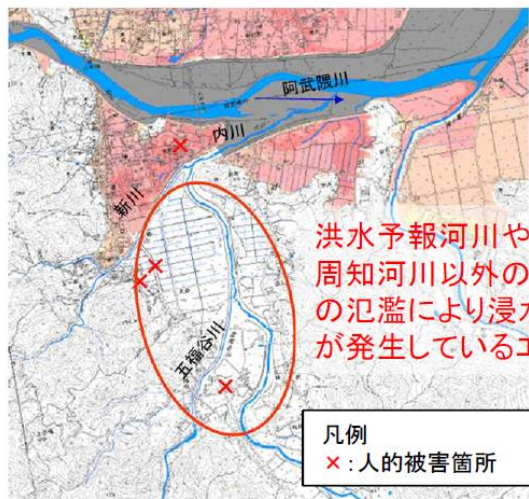 阿武隈川
内川
新川
洪水予報河川や
周知河川以外の
の氾濫により浸水
が発生しているエ
五福谷川
凡例
×:人的被害箇所